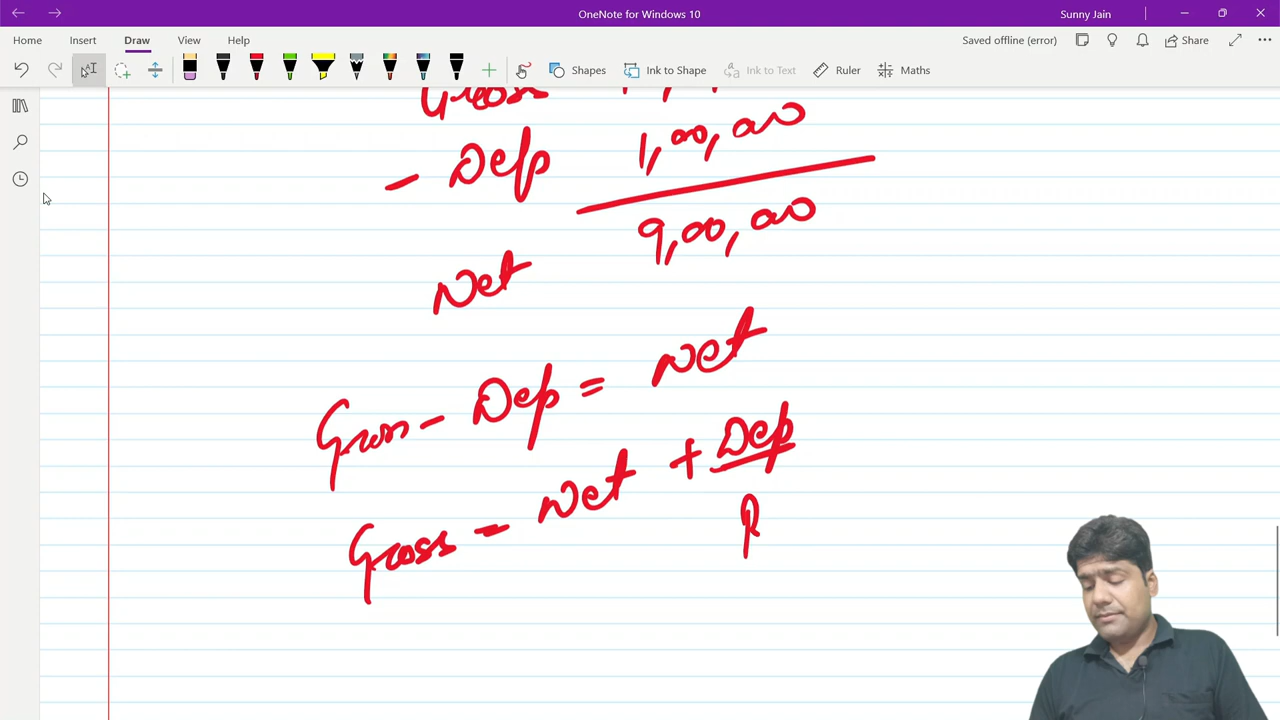 OneNote for Windows 10
Sunny Jain
Home Insert Draw View Help
Saved offline (error)
Share
Shapes
Ink to Shape
Ink to Text
Ruler
Maths
Gross
- Dep 1,00,000
9,00,000
Net
Gross - Dep = Net
Gross = Net + Dep